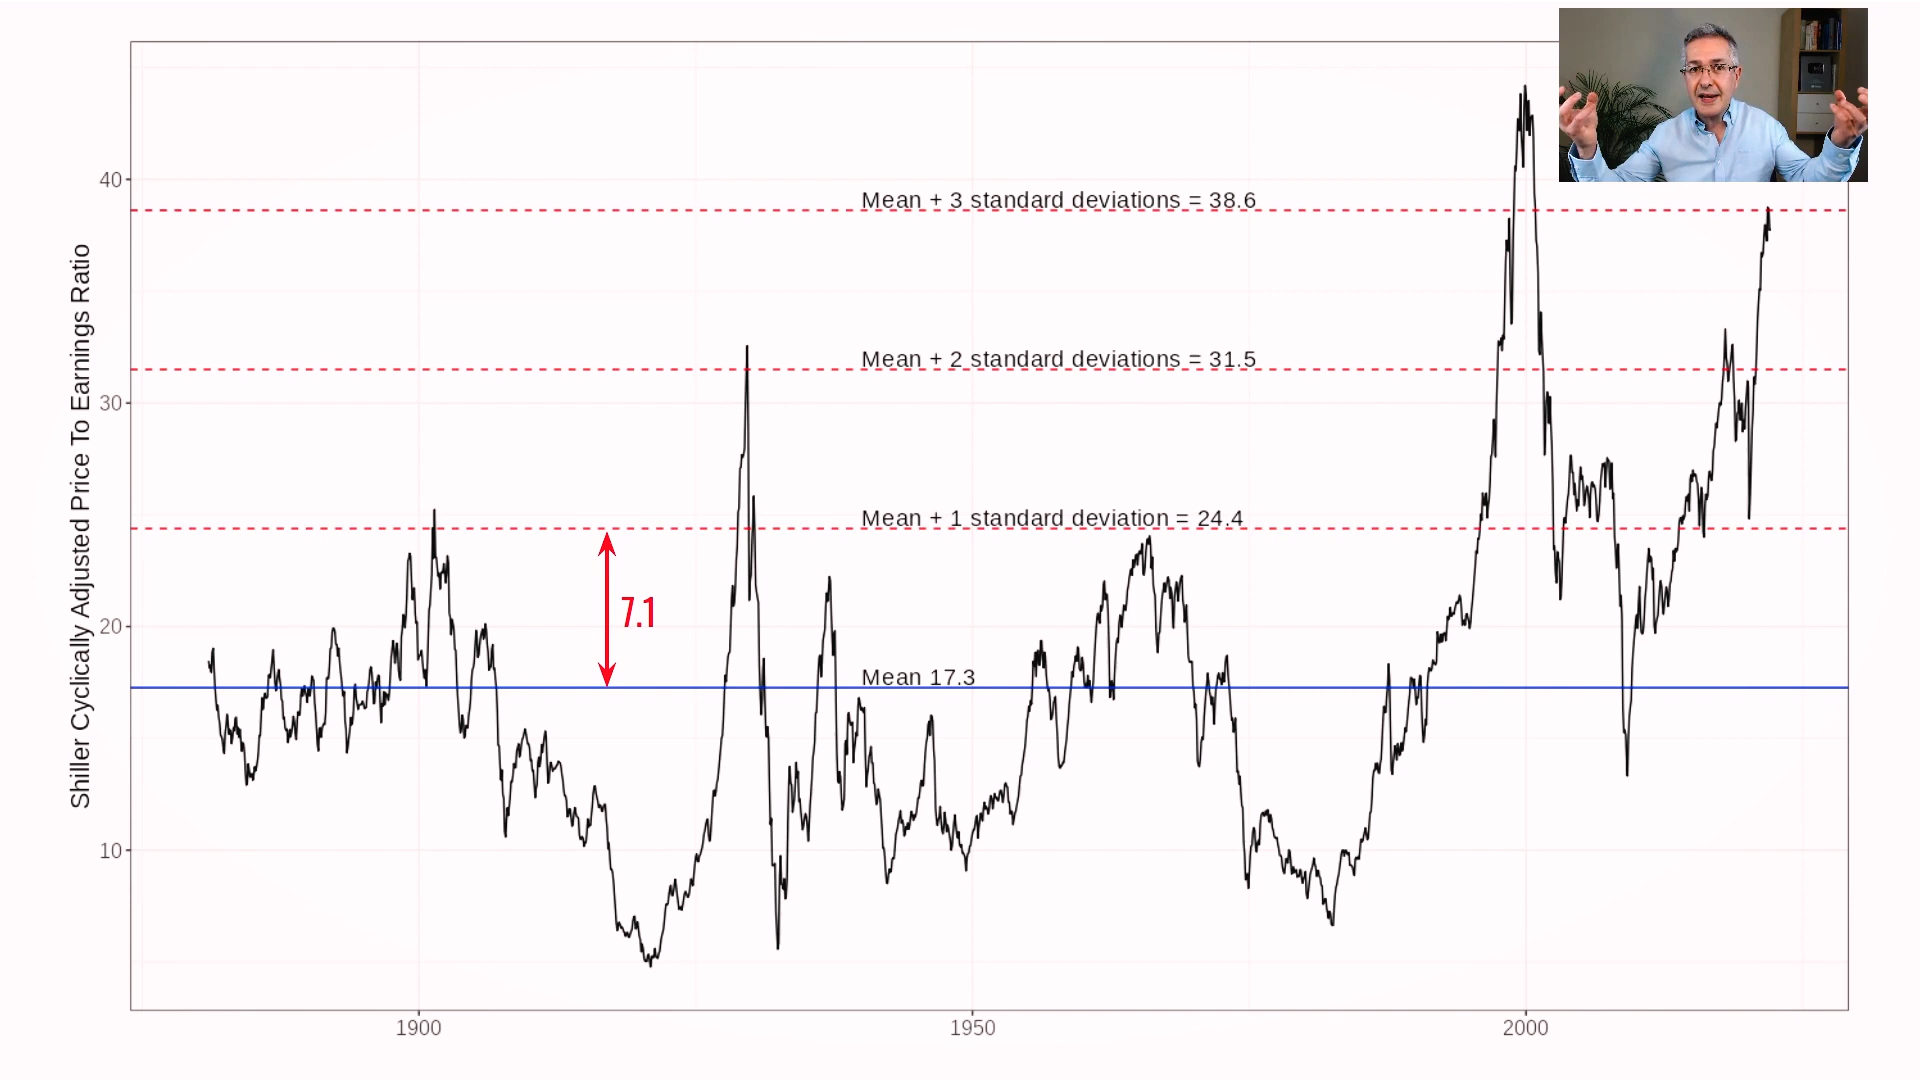 Shiller Cyclically Adjusted Price To Earnings Ratio
40
Mean + 3 standard deviations = 38.6
Mean + 2 standard deviations = 31.5
30
Mean + 1 standard deviation = 24.4
7.1
20
Mean 17.3
10
1900
1950
2000